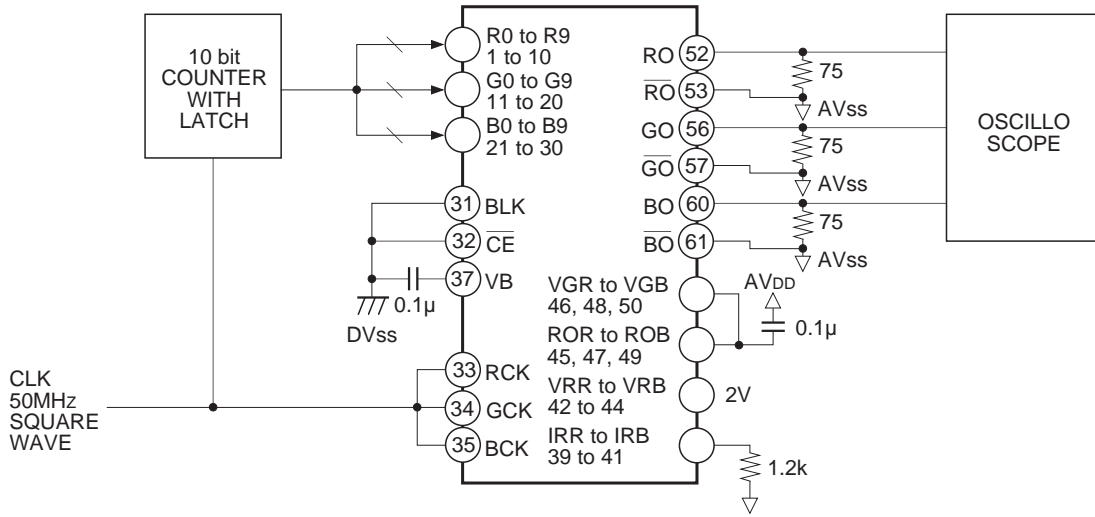 10 bit
COUNTER
WITH
LATCH
R0 to R9
1 to 10
G0 to G9
11 to 20
B0 to B9
21 to 30
31 BLK
32 C̅E̅
37 VB
0.1µ
DVss
33 RCK
34 GCK
35 BCK
CLK
50MHz
SQUARE
WAVE
RO 52
75
R̅O̅ 53
AVss
GO 56
75
G̅O̅ 57
AVss
BO 60
75
B̅O̅ 61
AVss
OSCILLO
SCOPE
VGR to VGB
46, 48, 50
AVDD
0.1µ
ROR to ROB
45, 47, 49
VRR to VRB
42 to 44
2V
IRR to IRB
39 to 41
1.2k